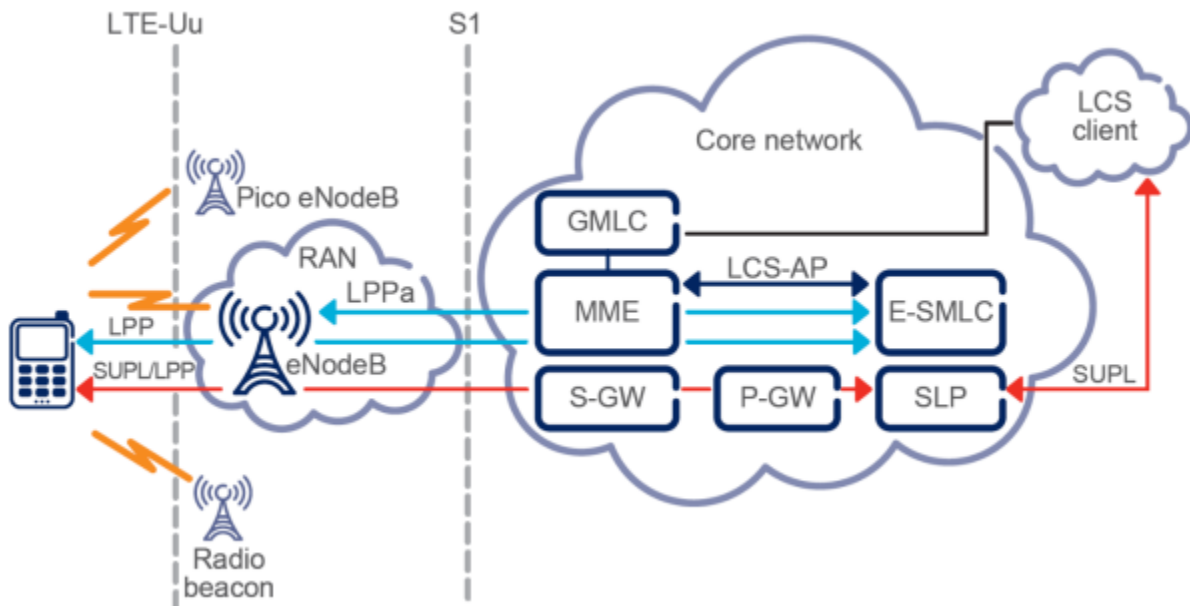 LTE-Uu
S1
LCS
client
Core network
Pico eNodeB
GMLC
RAN
LCS-AP
LPPa
MME
E-SMLC
LPP
eNodeB
SUPL/LPP
SUPL
S-GW
P-GW
SLP
Radio
beacon